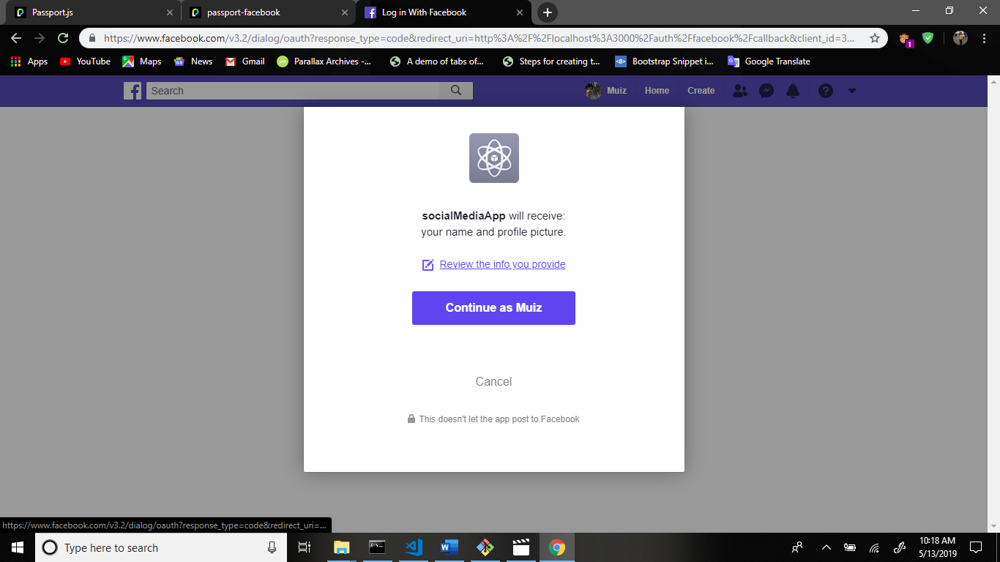 Passport.js
passport-facebook
Log in With Facebook
https://www.facebook.com/v3.2/dialog/oauth?response_type=code&redirect_uri=http%3A%2F%2Flocalhost%3A3000%2Fauth%2Ffacebook%2Fcallback&client_id=3...
1
Apps
YouTube
Maps
News
Gmail
Parallax Archives -...
A demo of tabs of...
Steps for creating t...
Bootstrap Snippet i...
Google Translate
Search
Muiz
Home
Create
socialMediaApp will receive:
your name and profile picture.
Review the info you provide
Continue as Muiz
Cancel
This doesn't let the app post to Facebook
https://www.facebook.com/v3.2/dialog/oauth?response_type=code&redirect_uri=...
Type here to search
10:18 AM
5/13/2019